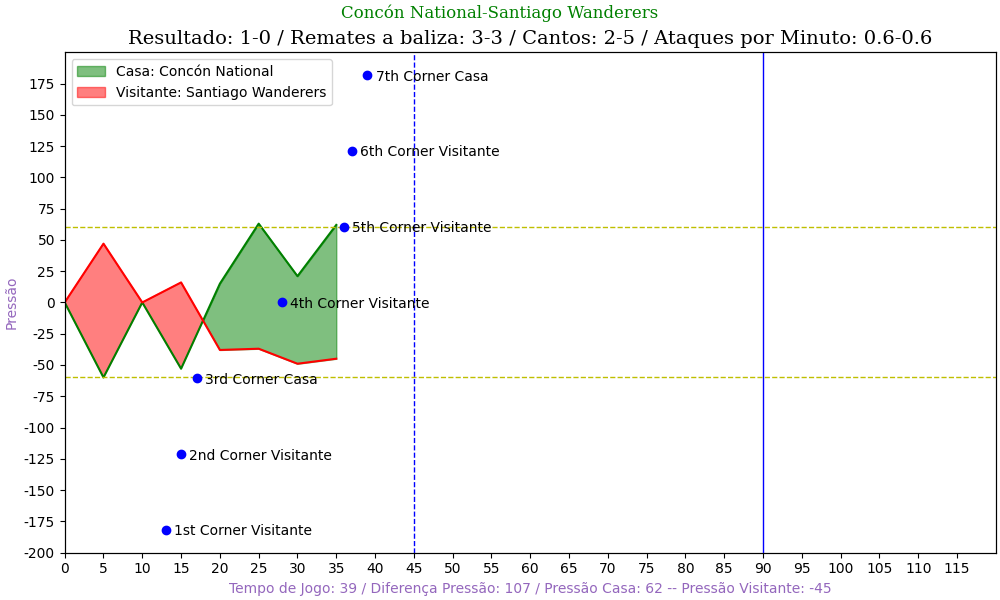 Concón National-Santiago Wanderers
Resultado: 1-0 / Remates a baliza: 3-3 / Cantos: 2-5 / Ataques por Minuto: 0.6-0.6
Casa: Concón National
Visitante: Santiago Wanderers
7th Corner Casa
6th Corner Visitante
5th Corner Visitante
4th Corner Visitante
3rd Corner Casa
2nd Corner Visitante
1st Corner Visitante
Pressão
175
150
125
100
75
50
25
0
-25
-50
-75
-100
-125
-150
-175
-200
0 5 10 15 20 25 30 35 40 45 50 55 60 65 70 75 80 85 90 95 100 105 110 115
Tempo de Jogo: 39 / Diferença Pressão: 107 / Pressão Casa: 62 -- Pressão Visitante: -45